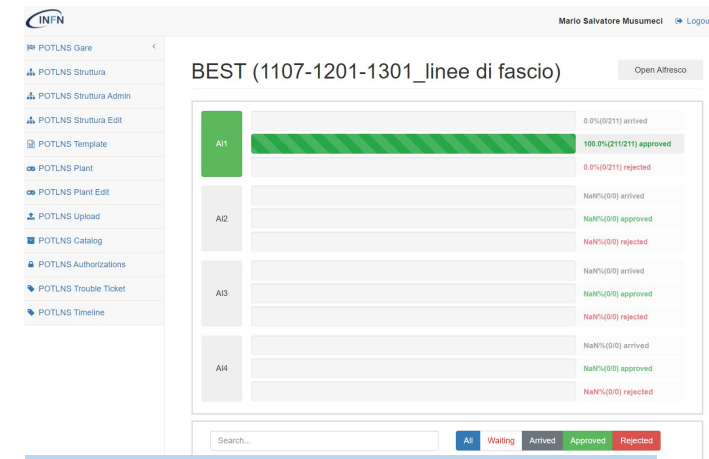 INFN
Mario Salvatore Musumeci Logou
POTLNS Gare
POTLNS Struttura
POTLNS Struttura Admin
POTLNS Struttura Edit
POTLNS Template
POTLNS Plant
POTLNS Plant Edit
POTLNS Upload
POTLNS Catalog
POTLNS Authorizations
POTLNS Trouble Ticket
POTLNS Timeline
BEST (1107-1201-1301_linee di fascio)
Open Alfresco
AI1
0.0%(0/211) arrived
100.0%(211/211) approved
0.0%(0/211) rejected
AI2
NaN%(0/0) arrived
NaN%(0/0) approved
NaN%(0/0) rejected
AI3
NaN%(0/0) arrived
NaN%(0/0) approved
NaN%(0/0) rejected
AI4
NaN%(0/0) arrived
NaN%(0/0) approved
NaN%(0/0) rejected
Search...
All Waiting Arrived Approved Rejected